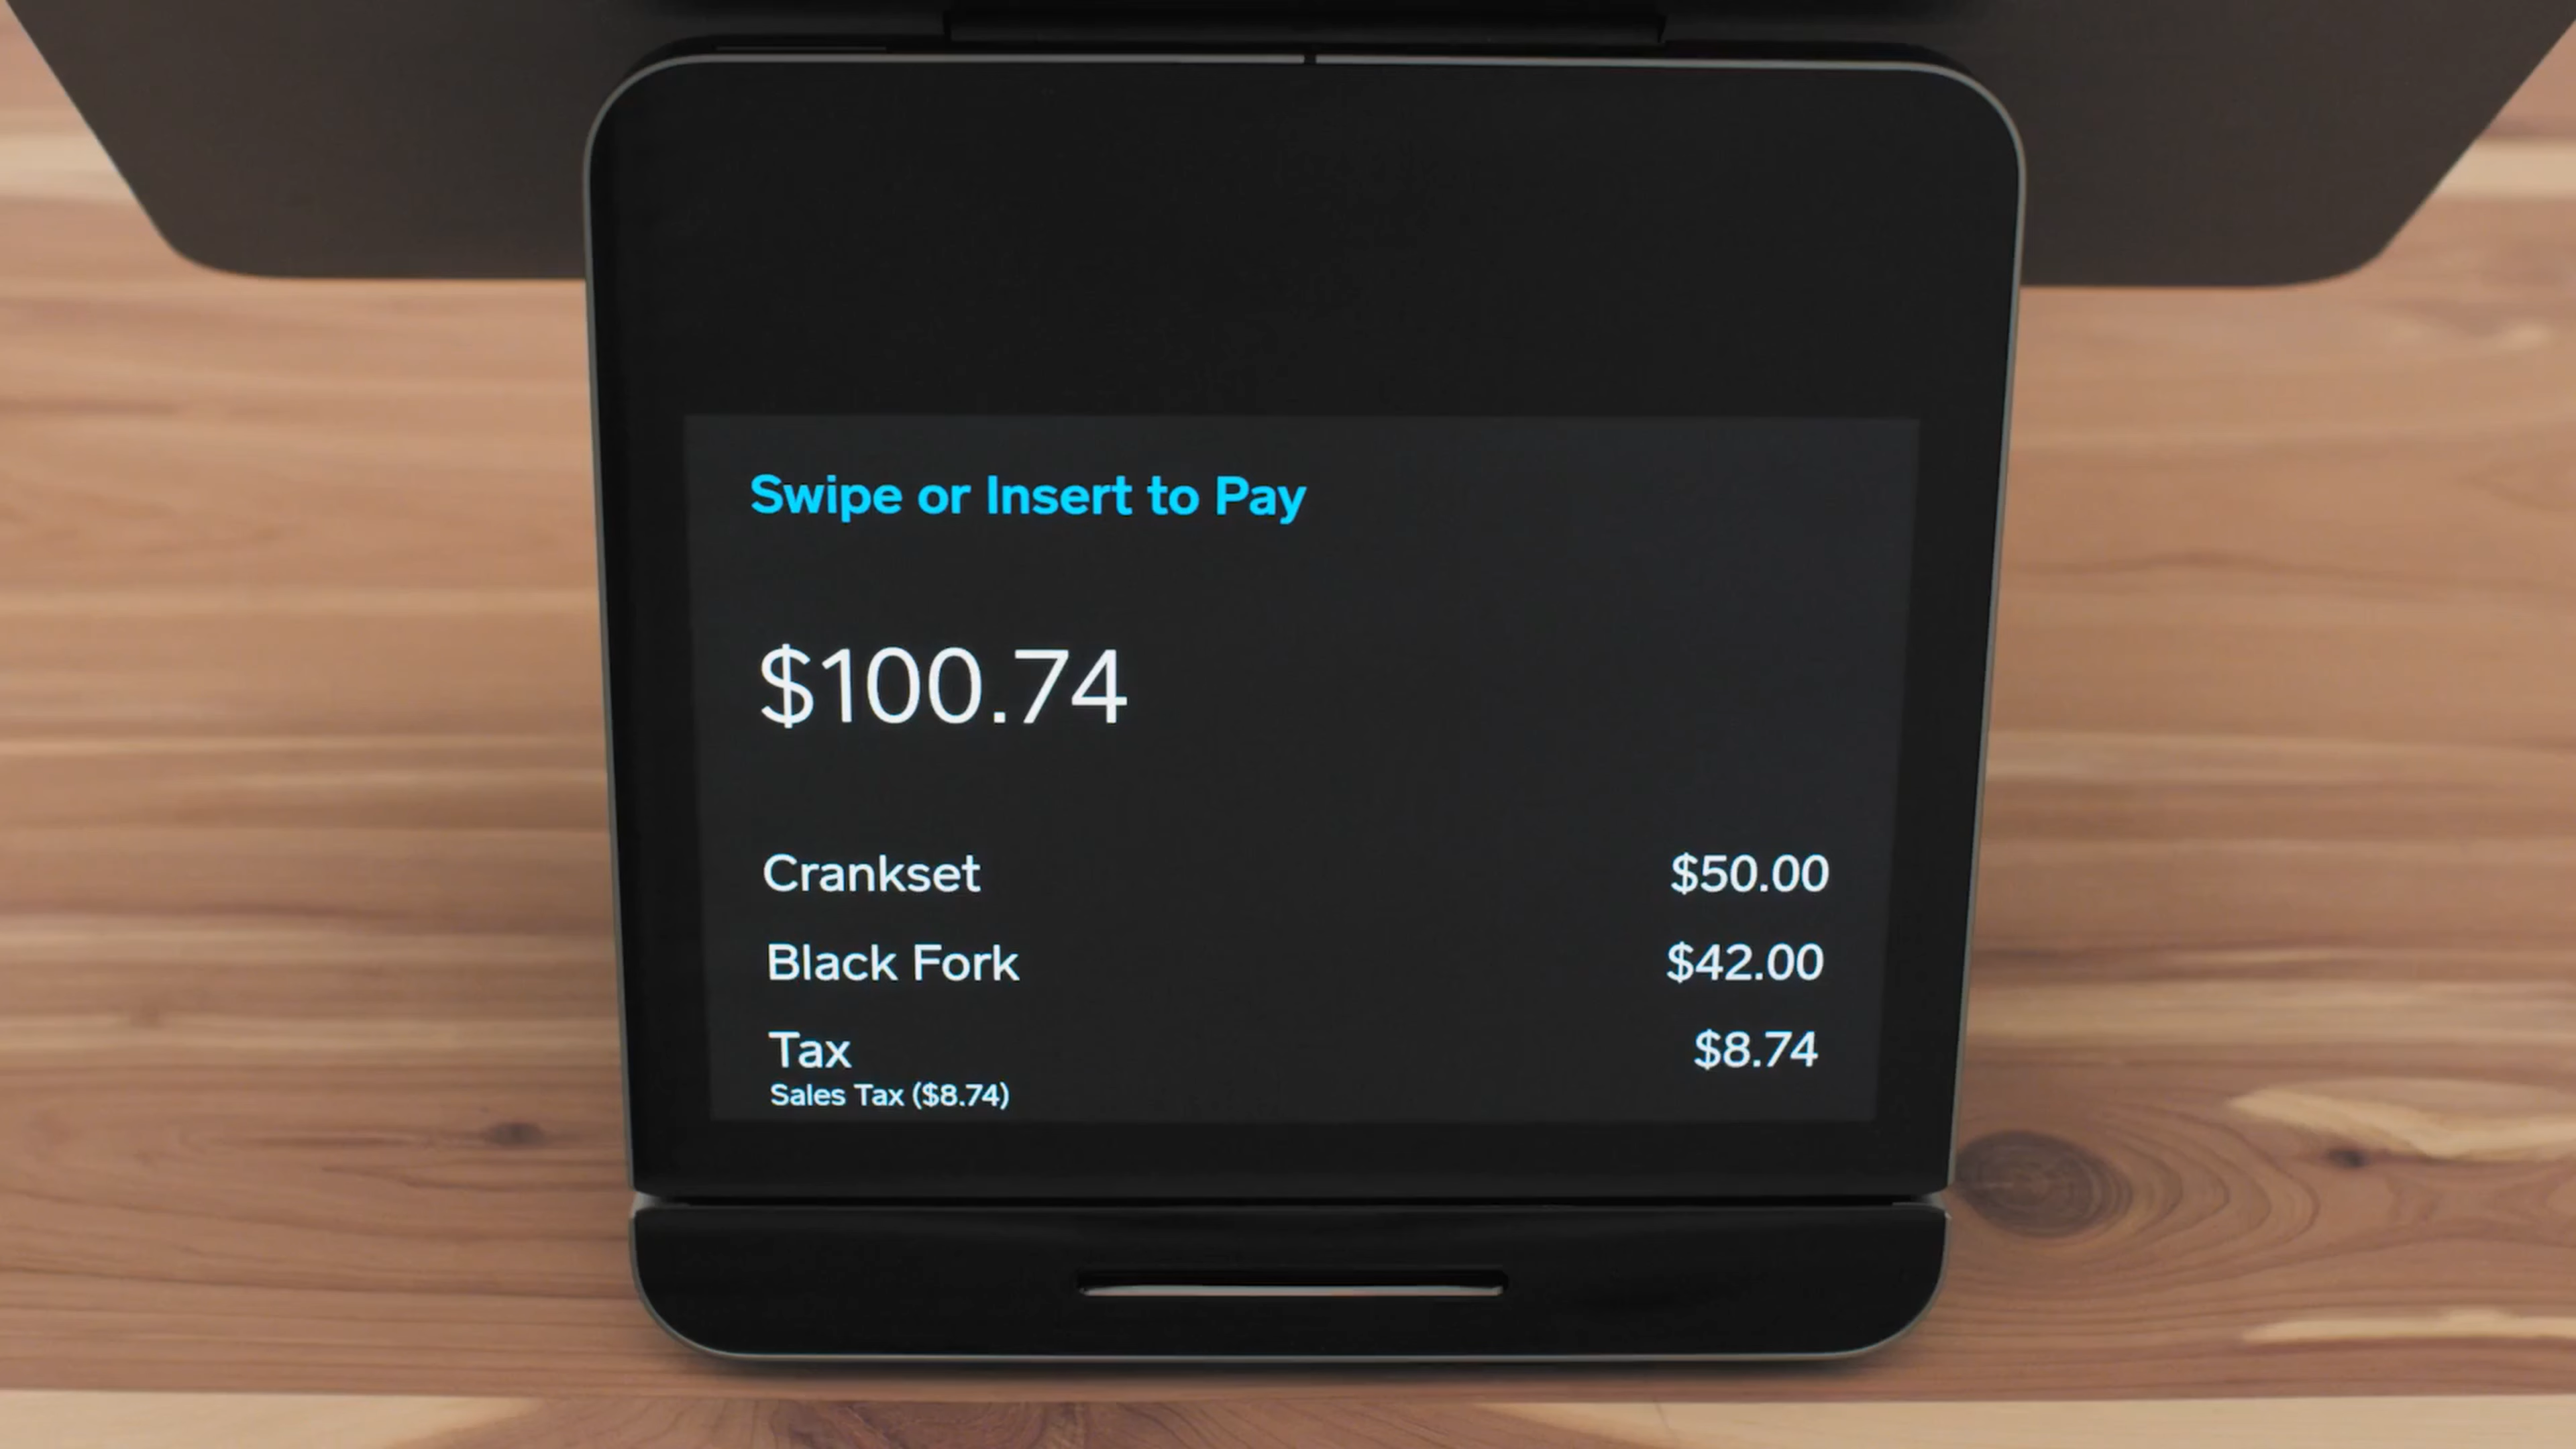 Swipe or Insert to Pay
$100.74
Crankset $50.00
Black Fork $42.00
Tax $8.74
Sales Tax ($8.74)